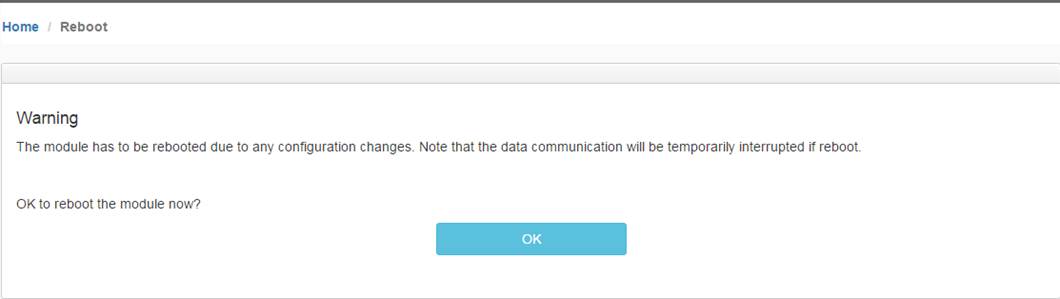 Home / Reboot
Warning
The module has to be rebooted due to any configuration changes. Note that the data communication will be temporarily interrupted if reboot.
OK to reboot the module now?
OK